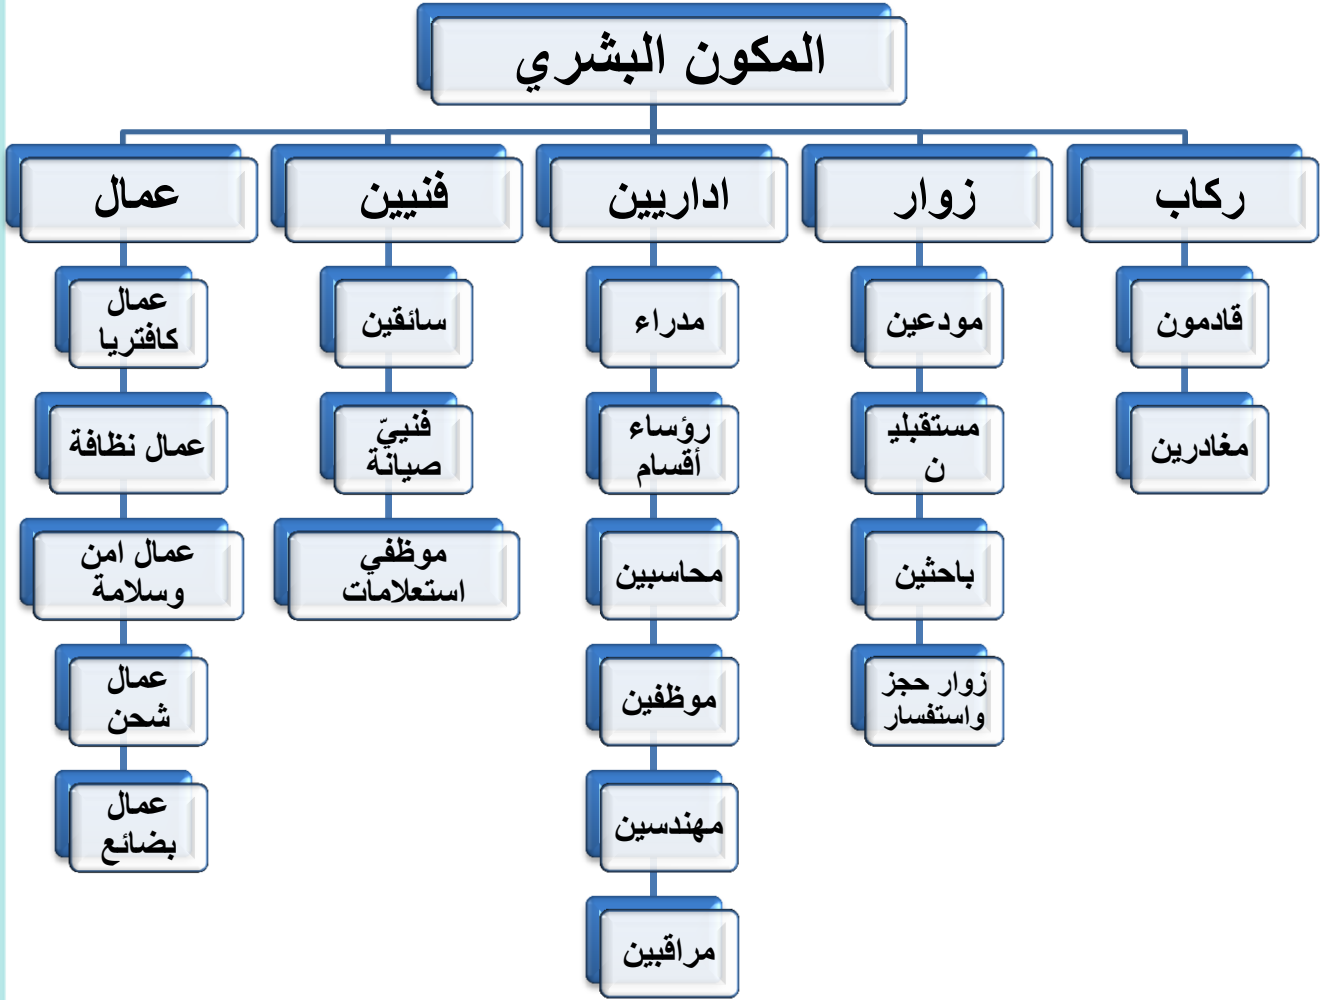 المكون البشري
ركاب
زوار
اداريين
فنيين
عمال
قادمون
مغادرين
مودعين
مستقبليـ
ن
باحثين
زوار حجز
واستفسار
مدراء
رؤساء
أقسام
محاسبين
موظفين
مهندسين
مراقبين
سائقين
فنييّ
صيانة
موظفي
استعلامات
عمال
كافتريا
عمال نظافة
عمال امن
وسلامة
عمال
شحن
عمال
بضائع